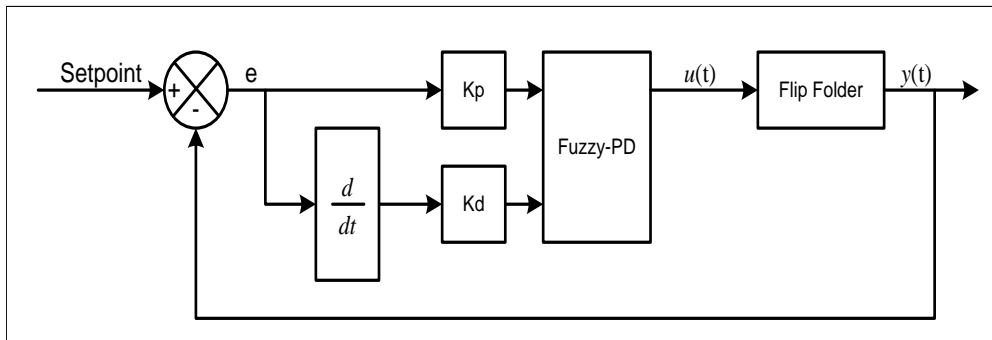 Setpoint
+
-
e
Kp
Fuzzy-PD
u(t)
Flip Folder
y(t)
d
dt
Kd